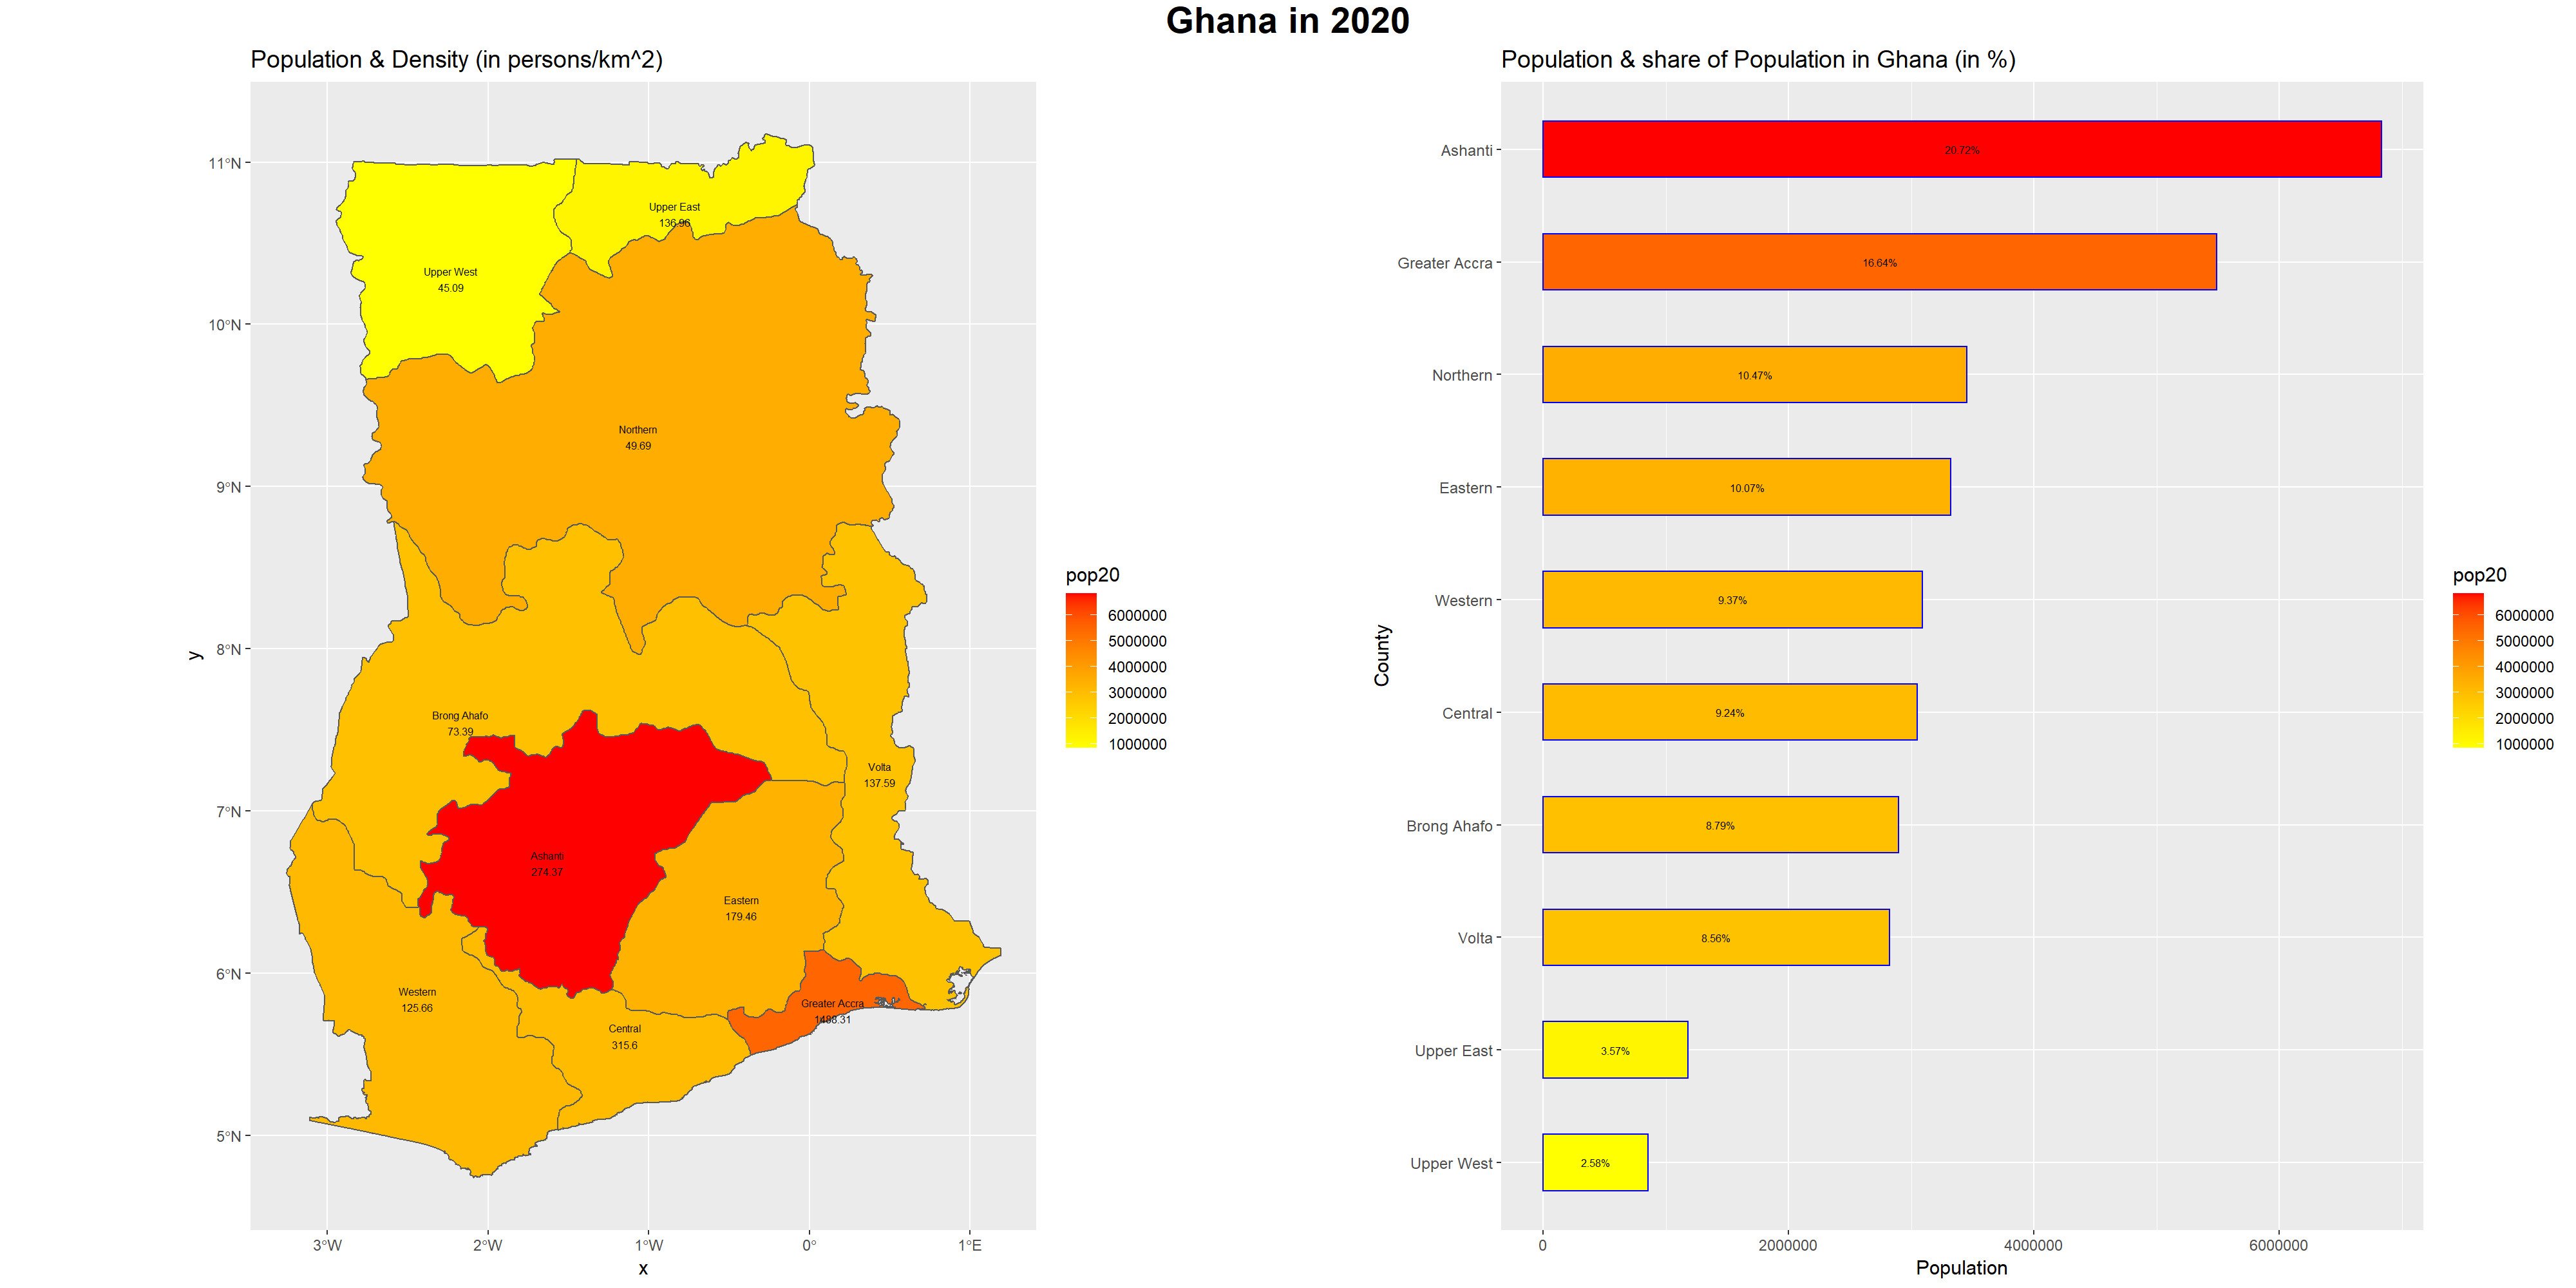 Ghana in 2020
Population & Density (in persons/km^2)
11°N
10°N
9°N
8°N
7°N
6°N
5°N
y
3°W
2°W
1°W
0°
1°E
x
Upper East
136.96
Upper West
45.09
Northern
49.69
Brong Ahafo
73.39
Volta
137.59
Ashanti
274.37
Eastern
179.46
Western
125.66
Greater Accra
1488.31
Central
315.6
pop20
6000000
5000000
4000000
3000000
2000000
1000000
Population & share of Population in Ghana (in %)
County
Ashanti
20.72%
Greater Accra
16.64%
Northern
10.47%
Eastern
10.07%
Western
9.37%
Central
9.24%
Brong Ahafo
8.79%
Volta
8.56%
Upper East
3.57%
Upper West
2.58%
0
2000000
4000000
6000000
Population
pop20
6000000
5000000
4000000
3000000
2000000
1000000